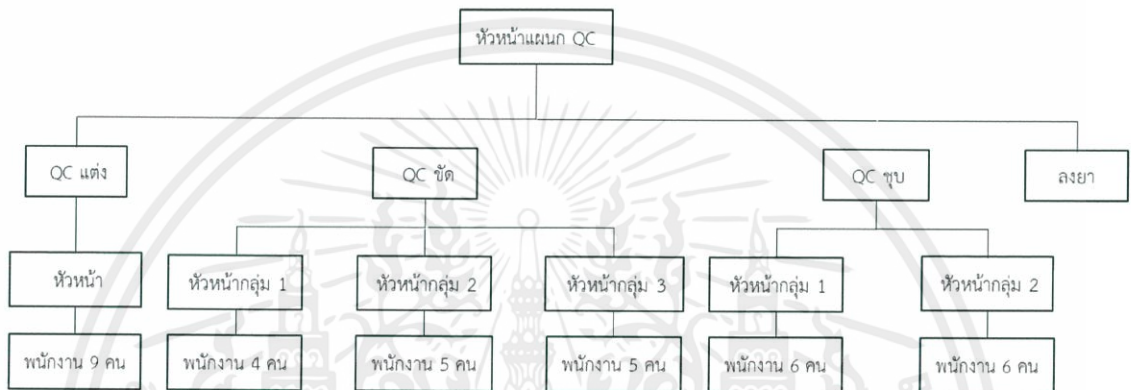 หัวหน้าแผนก QC
QC แต่ง
QC ขัด
QC ชุบ
ลงยา
หัวหน้า
หัวหน้ากลุ่ม 1
หัวหน้ากลุ่ม 2
หัวหน้ากลุ่ม 3
หัวหน้ากลุ่ม 1
หัวหน้ากลุ่ม 2
พนักงาน 9 คน
พนักงาน 4 คน
พนักงาน 5 คน
พนักงาน 5 คน
พนักงาน 6 คน
พนักงาน 6 คน